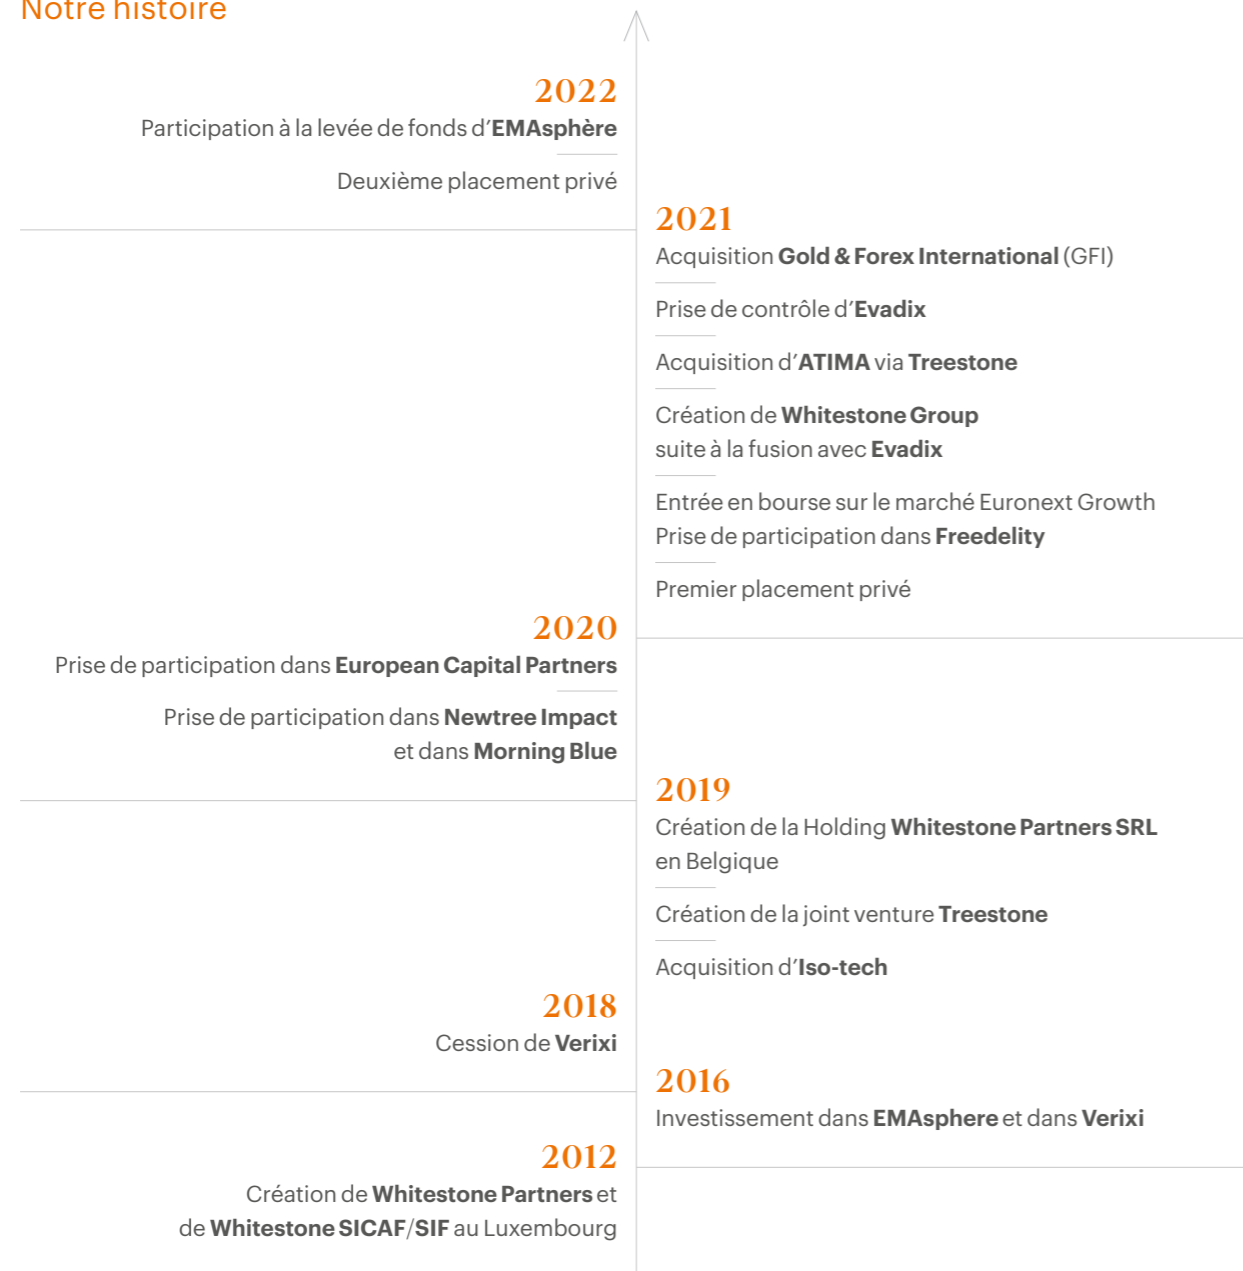 Notre histoire
2022
Participation à la levée de fonds d’EMAsphère
Deuxième placement privé
2021
Acquisition Gold & Forex International (GFI)
Prise de contrôle d’Evadix
Acquisition d’ATIMA via Treestone
Création de Whitestone Group
suite à la fusion avec Evadix
Entrée en bourse sur le marché Euronext Growth
Prise de participation dans Freedelity
Premier placement privé
2020
Prise de participation dans European Capital Partners
Prise de participation dans Newtree Impact
et dans Morning Blue
2019
Création de la Holding Whitestone Partners SRL
en Belgique
Création de la joint venture Treestone
Acquisition d’Iso-tech
2018
Cession de Verixi
2016
Investissement dans EMAsphere et dans Verixi
2012
Création de Whitestone Partners et
de Whitestone SICAF/SIF au Luxembourg